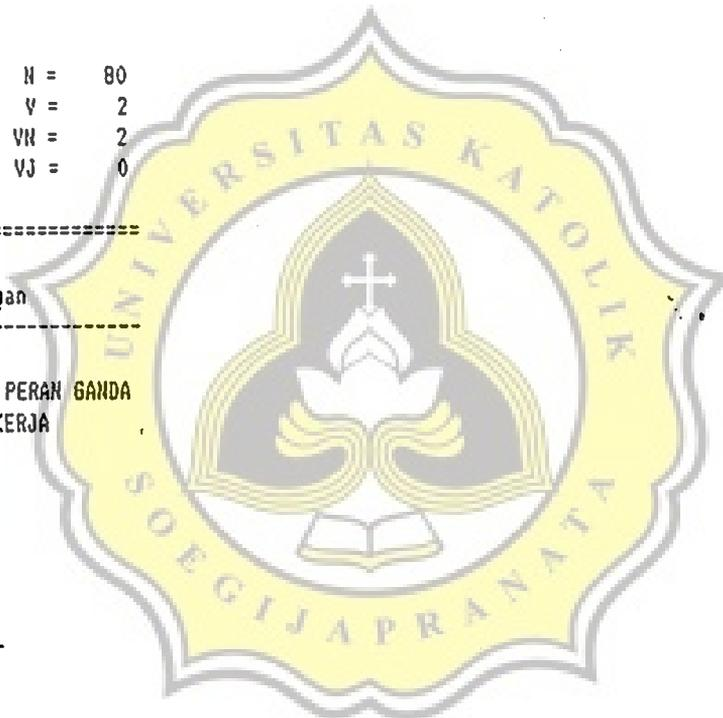 N = 80
V = 2
VN = 2
VJ = 0
================
gan
----------------
PERAN GANDA
KERJA
UNIVERSITAS KATOLIK
SOEGIJAPRANATA